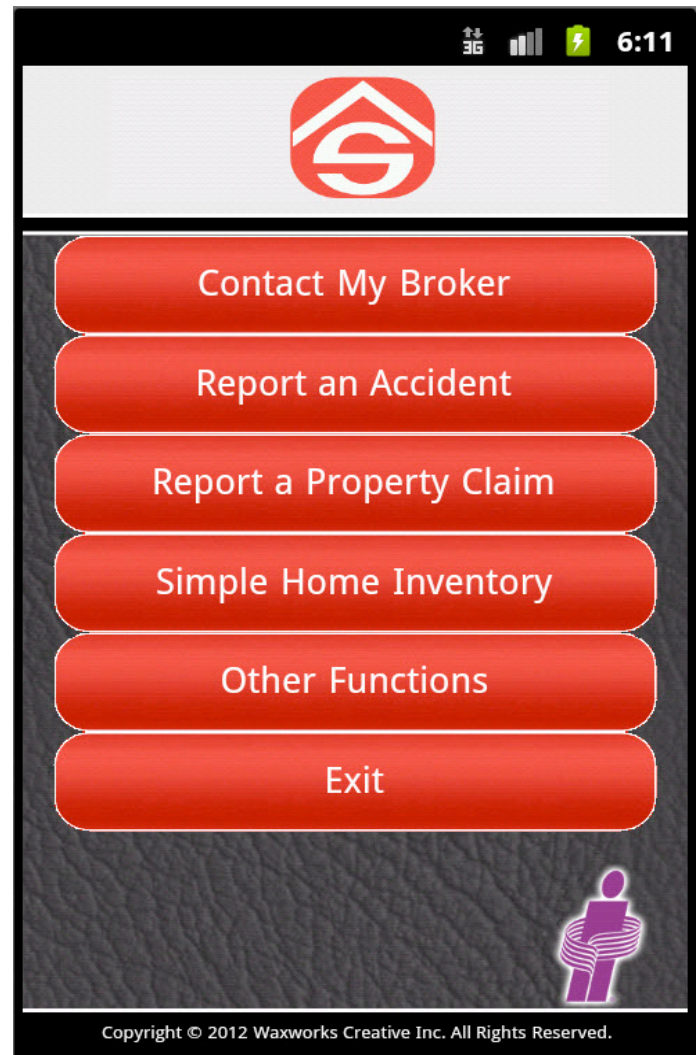 3G 6:11
S
Contact My Broker
Report an Accident
Report a Property Claim
Simple Home Inventory
Other Functions
Exit
Copyright © 2012 Waxworks Creative Inc. All Rights Reserved.